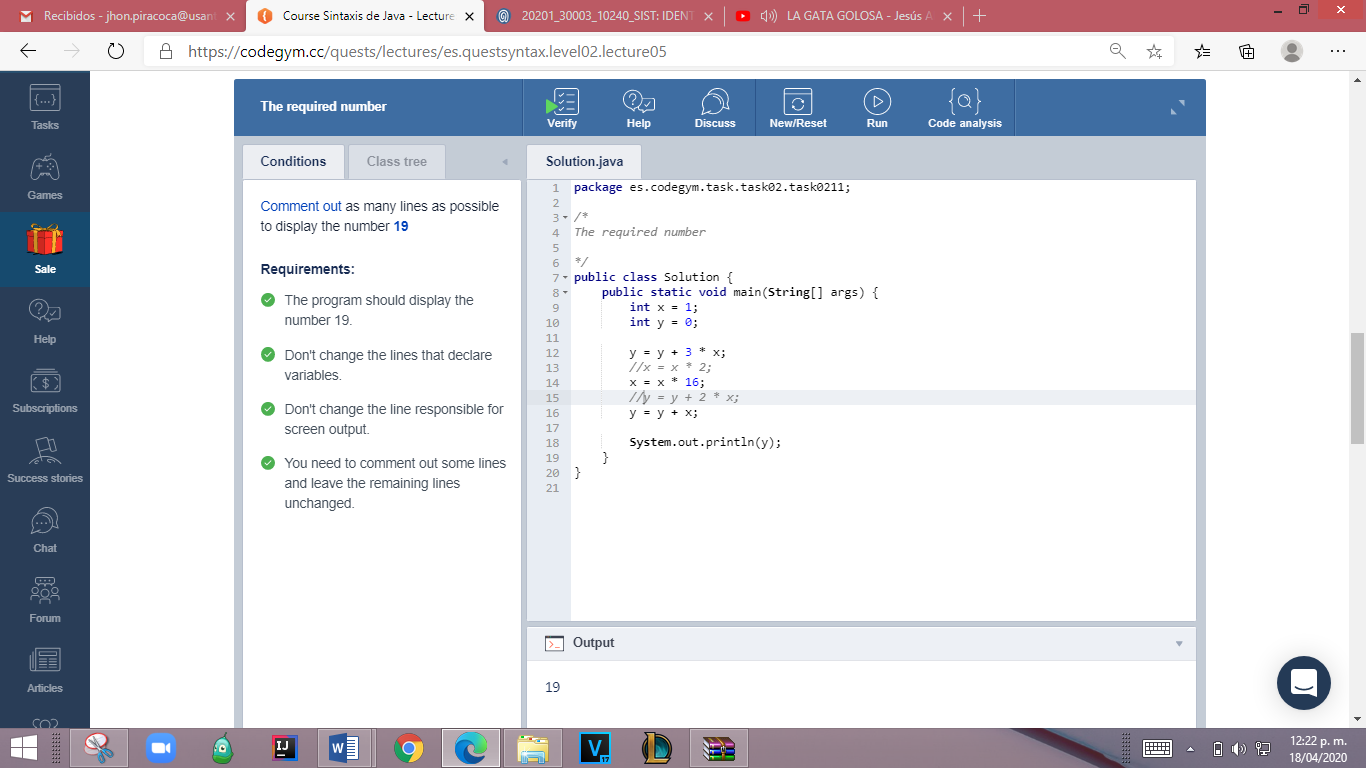 Recibidos - jhon.piracoca@usan
Course Sintaxis de Java - Lecture
20201_30003_10240_SIST: IDENT
LA GATA GOLOSA - Jesús A
https://codegym.cc/quests/lectures/es.questsyntax.level02.lecture05
Tasks
Games
Sale
Help
Subscriptions
Success stories
Chat
Forum
Articles
The required number
Verify
Help
Discuss
New/Reset
Run
Code analysis
Conditions
Class tree
Comment out as many lines as possible
to display the number 19
Requirements:
The program should display the
number 19.
Don't change the lines that declare
variables.
Don't change the line responsible for
screen output.
You need to comment out some lines
and leave the remaining lines
unchanged.
Solution.java
1 package es.codegym.task.task02.task0211;
2
3 /*
4 The required number
5
6 */
7 public class Solution {
8 public static void main(String[] args) {
9 int x = 1;
10 int y = 0;
11
12 y = y + 3 * x;
13 //x = x * 2;
14 x = x * 16;
15 //y = y + 2 * x;
16 y = y + x;
17
18 System.out.println(y);
19 }
20 }
21
Output
19
12:22 p. m.
18/04/2020